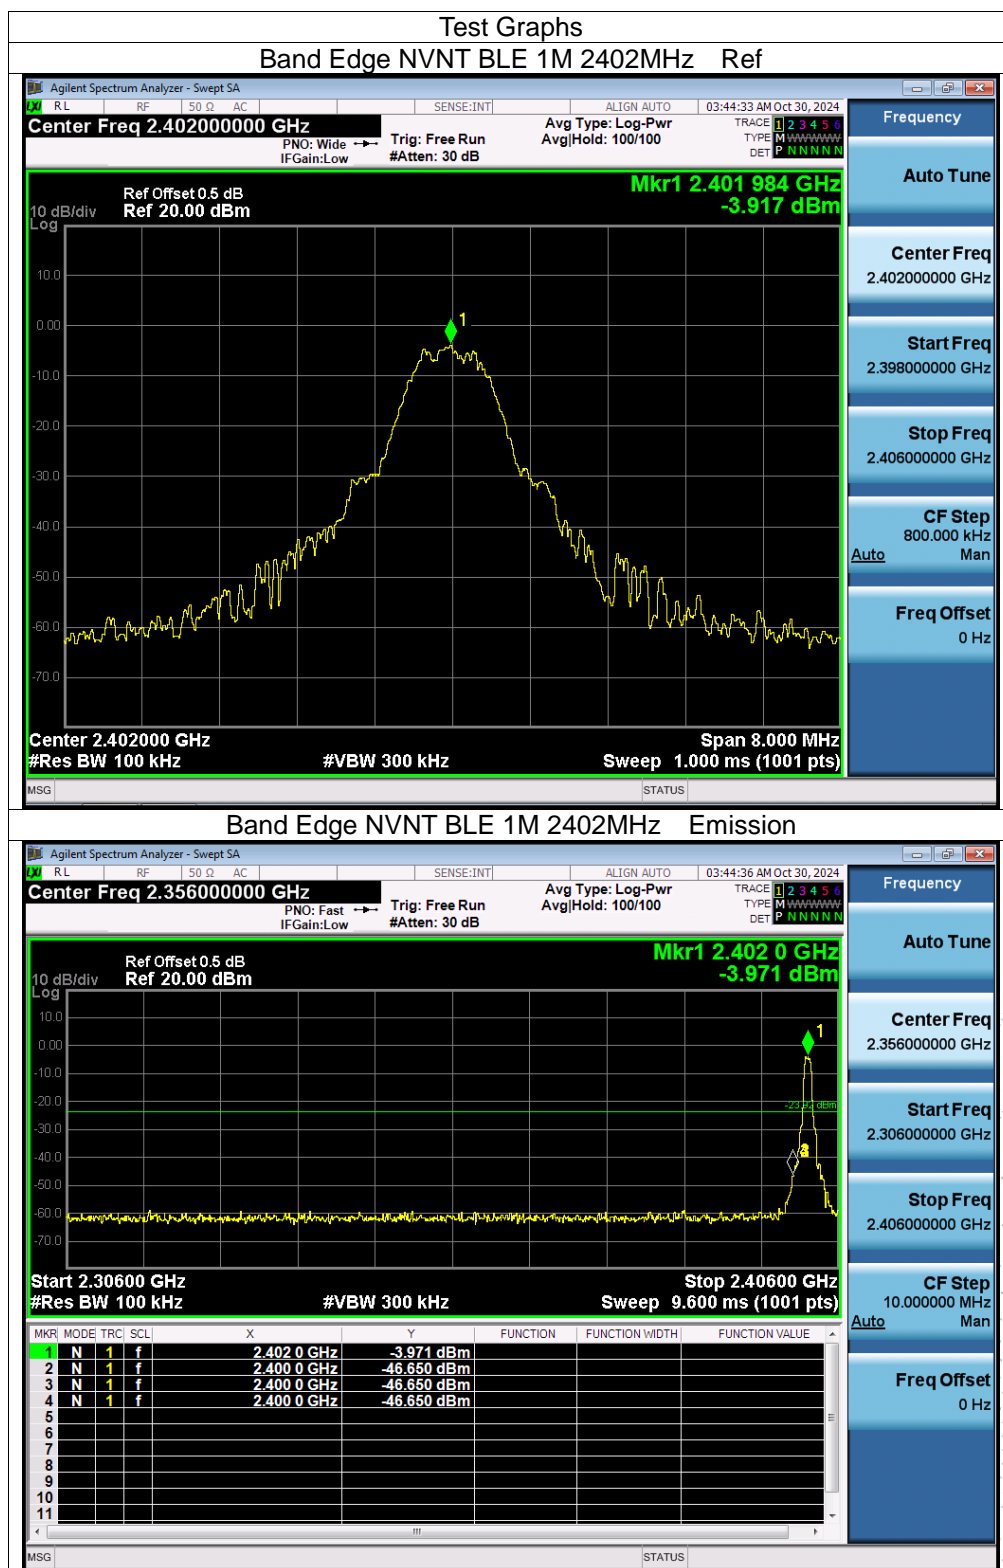 Test Graphs
Band Edge NVNT BLE 1M 2402MHz Ref
Agilent Spectrum Analyzer - Swept SA
LXI RL RF 50 Ω AC SENSE:INT ALIGN AUTO 03:44:33 AM Oct 30, 2024
Center Freq 2.402000000 GHz
PNO: Wide
IFGain:Low
Trig: Free Run
#Atten: 30 dB
Avg Type: Log-Pwr
Avg|Hold: 100/100
TRACE 1 2 3 4 5 6
TYPE M WWWWW
DET P N N N N N
Frequency
Auto Tune
Center Freq
2.402000000 GHz
Start Freq
2.398000000 GHz
Stop Freq
2.406000000 GHz
CF Step
800.000 kHz
Auto Man
Freq Offset
0 Hz
Mkr1 2.401 984 GHz
-3.917 dBm
Ref Offset 0.5 dB
10 dB/div Ref 20.00 dBm
Log
10.0
0.00
-10.0
-20.0
-30.0
-40.0
-50.0
-60.0
-70.0
1
Center 2.402000 GHz Span 8.000 MHz
#Res BW 100 kHz #VBW 300 kHz Sweep 1.000 ms (1001 pts)
MSG STATUS
Band Edge NVNT BLE 1M 2402MHz Emission
Agilent Spectrum Analyzer - Swept SA
LXI RL RF 50 Ω AC SENSE:INT ALIGN AUTO 03:44:36 AM Oct 30, 2024
Center Freq 2.356000000 GHz
PNO: Fast
IFGain:Low
Trig: Free Run
#Atten: 30 dB
Avg Type: Log-Pwr
Avg|Hold: 100/100
TRACE 1 2 3 4 5 6
TYPE M WWWWW
DET P N N N N N
Frequency
Auto Tune
Center Freq
2.356000000 GHz
Start Freq
2.306000000 GHz
Stop Freq
2.406000000 GHz
CF Step
10.000000 MHz
Auto Man
Freq Offset
0 Hz
Mkr1 2.402 0 GHz
-3.971 dBm
Ref Offset 0.5 dB
10 dB/div Ref 20.00 dBm
Log
10.0
0.00
-10.0
-20.0
-30.0
-40.0
-50.0
-60.0
-70.0
1
-23.92 dBm
Start 2.30600 GHz Stop 2.40600 GHz
#Res BW 100 kHz #VBW 300 kHz Sweep 9.600 ms (1001 pts)
MKR MODE TRC SCL X Y FUNCTION FUNCTION WIDTH FUNCTION VALUE
1 N 1 f 2.402 0 GHz -3.971 dBm
2 N 1 f 2.400 0 GHz -46.650 dBm
3 N 1 f 2.400 0 GHz -46.650 dBm
4 N 1 f 2.400 0 GHz -46.650 dBm
5
6
7
8
9
10
11
MSG STATUS